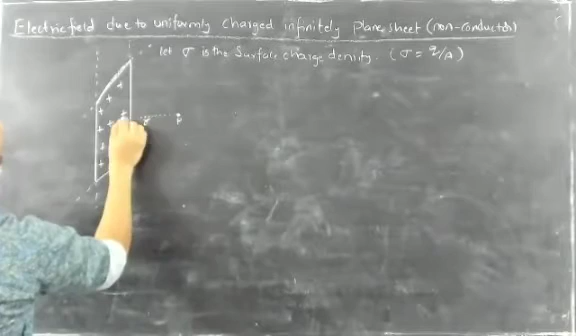 Electric field due to uniformly charged infinitely Plane sheet (non-conductor)
let σ is the Surface charge density. (σ = q/A)
+
+
+
+
+
+
+
+
P